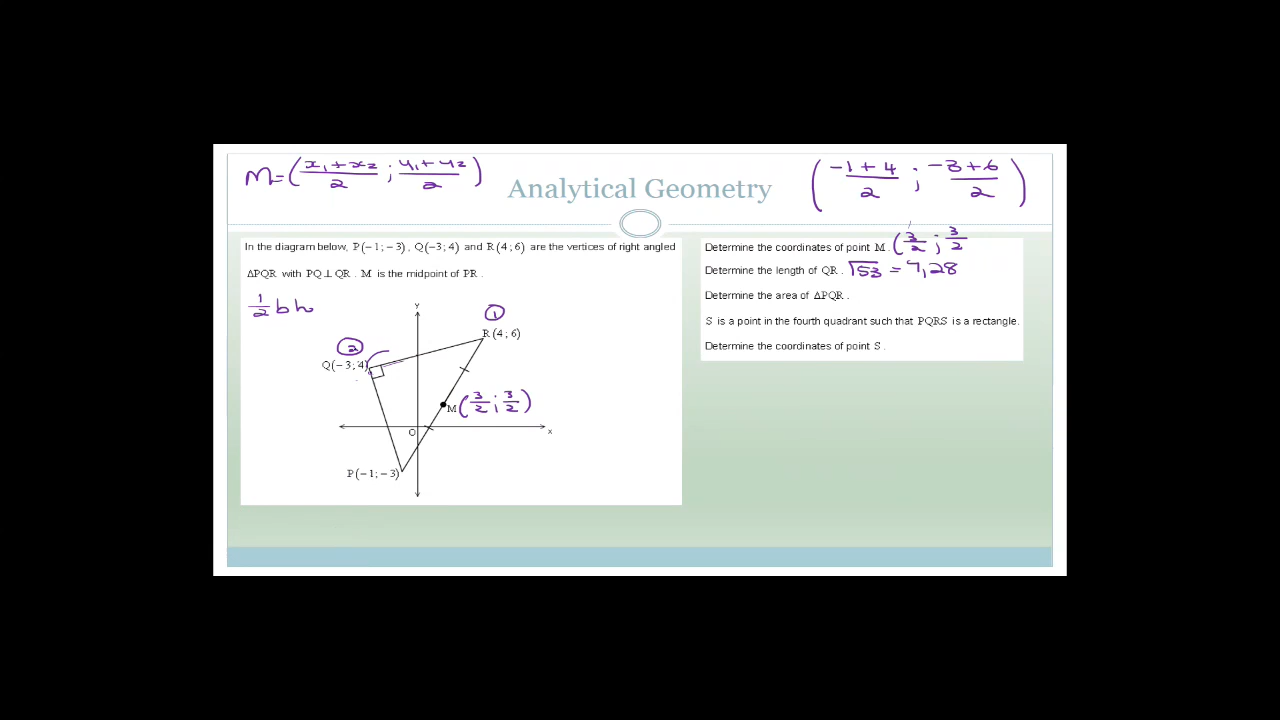 M=(x₁+x₂/2 ; y₁+y₂/2)
Analytical Geometry
(-1+4/2 ; -3+6/2)
In the diagram below, P(−1;−3), Q(−3;4) and R(4;6) are the vertices of right angled
ΔPQR with PQ⊥QR. M is the midpoint of PR.
1/2 bh
y
①
R(4;6)
②
Q(−3;4)
M(3/2 ; 3/2)
O
x
P(−1;−3)
Determine the coordinates of point M. (3/2 ; 3/2
Determine the length of QR. √53 = 7,28
Determine the area of ΔPQR.
S is a point in the fourth quadrant such that PQRS is a rectangle.
Determine the coordinates of point S.